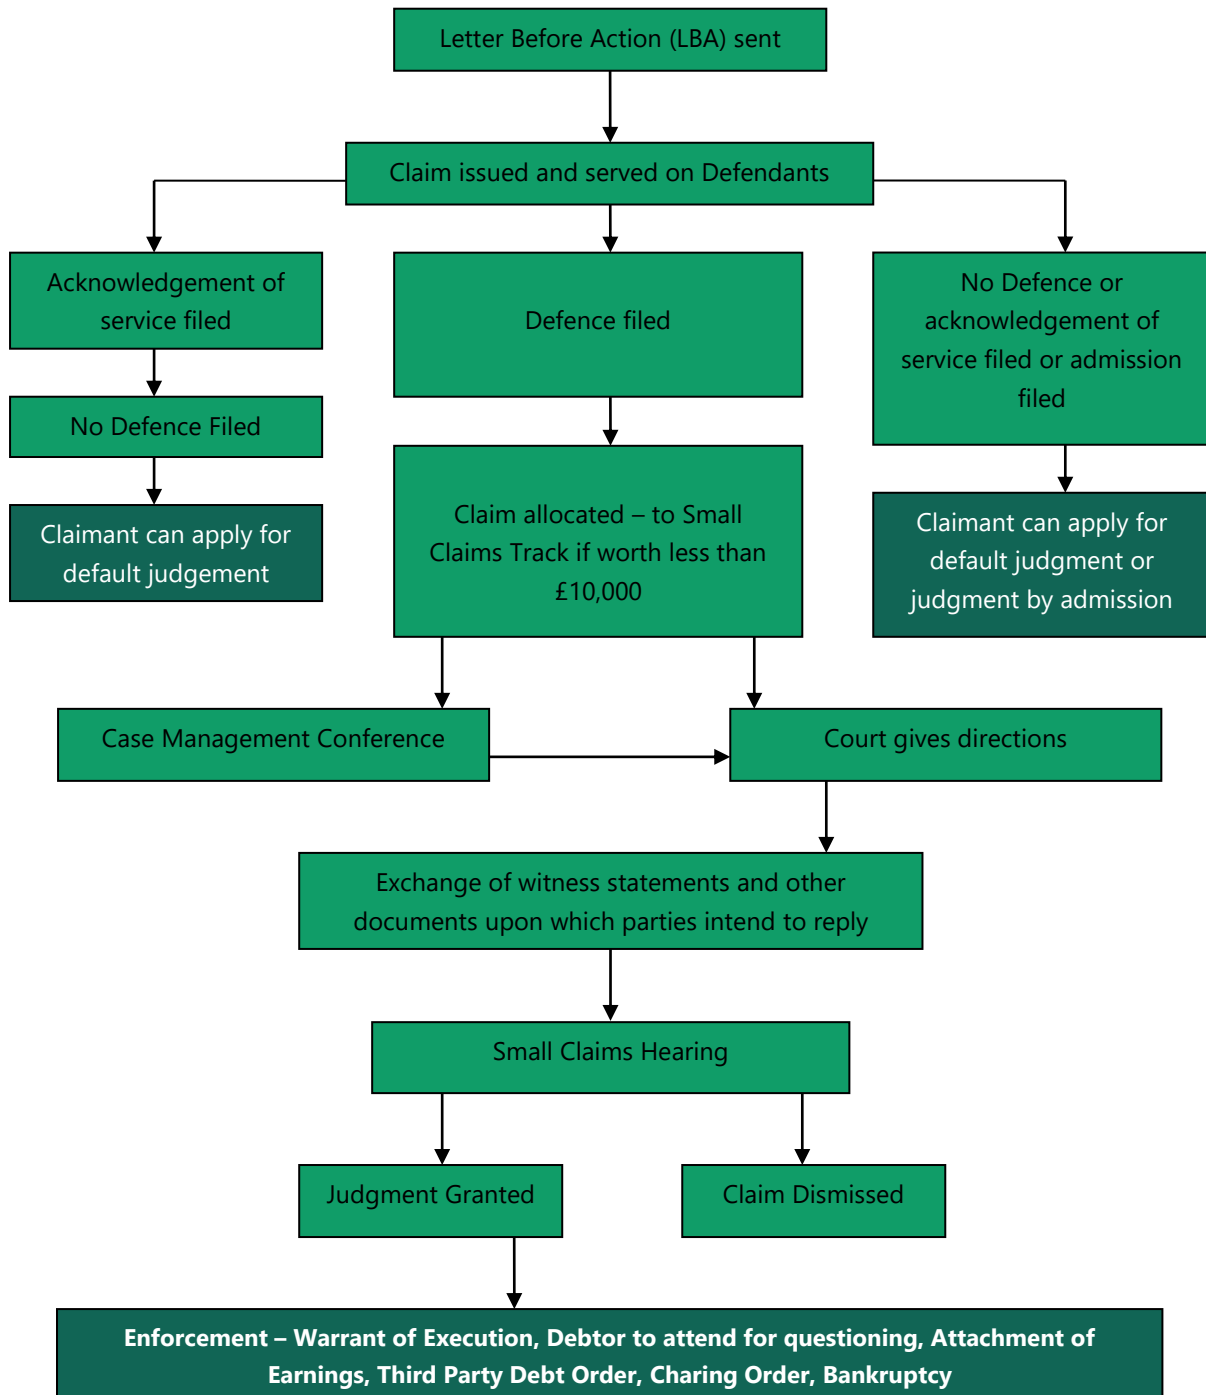 Letter Before Action (LBA) sent
Claim issued and served on Defendants
Acknowledgement of
service filed
Defence filed
No Defence or
acknowledgement of
service filed or admission
filed
No Defence Filed
Claimant can apply for
default judgement
Claim allocated – to Small
Claims Track if worth less than
£10,000
Claimant can apply for
default judgment or
judgment by admission
Case Management Conference
Court gives directions
Exchange of witness statements and other
documents upon which parties intend to reply
Small Claims Hearing
Judgment Granted
Claim Dismissed
Enforcement – Warrant of Execution, Debtor to attend for questioning, Attachment of
Earnings, Third Party Debt Order, Charing Order, Bankruptcy